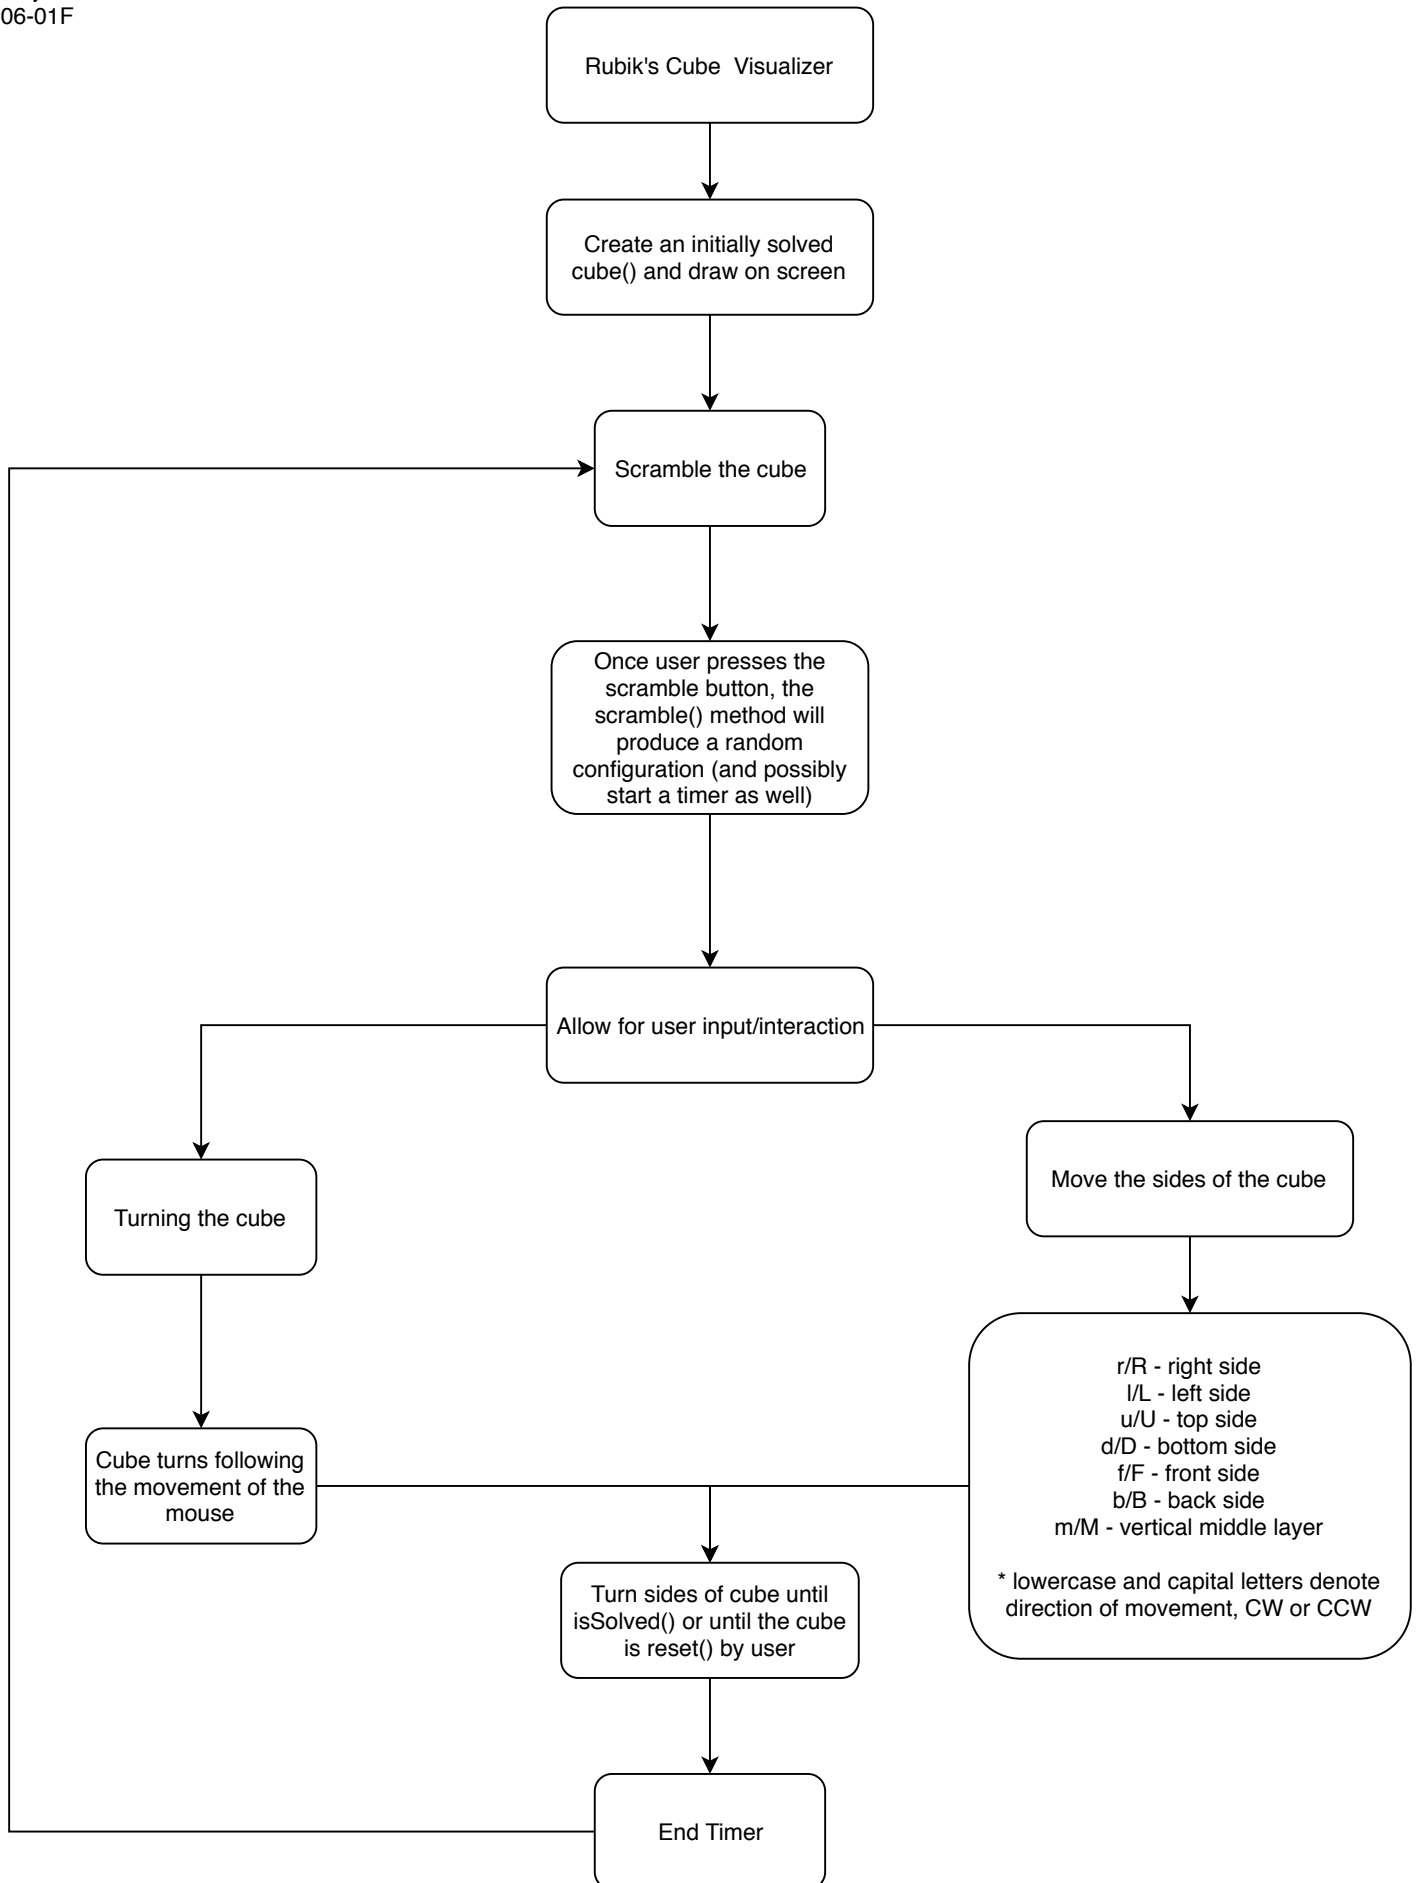 06-01F
Rubik's Cube  Visualizer
Create an initially solved
cube() and draw on screen
Scramble the cube
Once user presses the
scramble button, the
scramble() method will
produce a random
configuration (and possibly
start a timer as well)
Allow for user input/interaction
Move the sides of the cube
Turning the cube
r/R - right side
l/L - left side
u/U - top side
d/D - bottom side
f/F - front side
b/B - back side
m/M - vertical middle layer
* lowercase and capital letters denote
direction of movement, CW or CCW
Cube turns following
the movement of the
mouse
Turn sides of cube until
isSolved() or until the cube
is reset() by user
End Timer